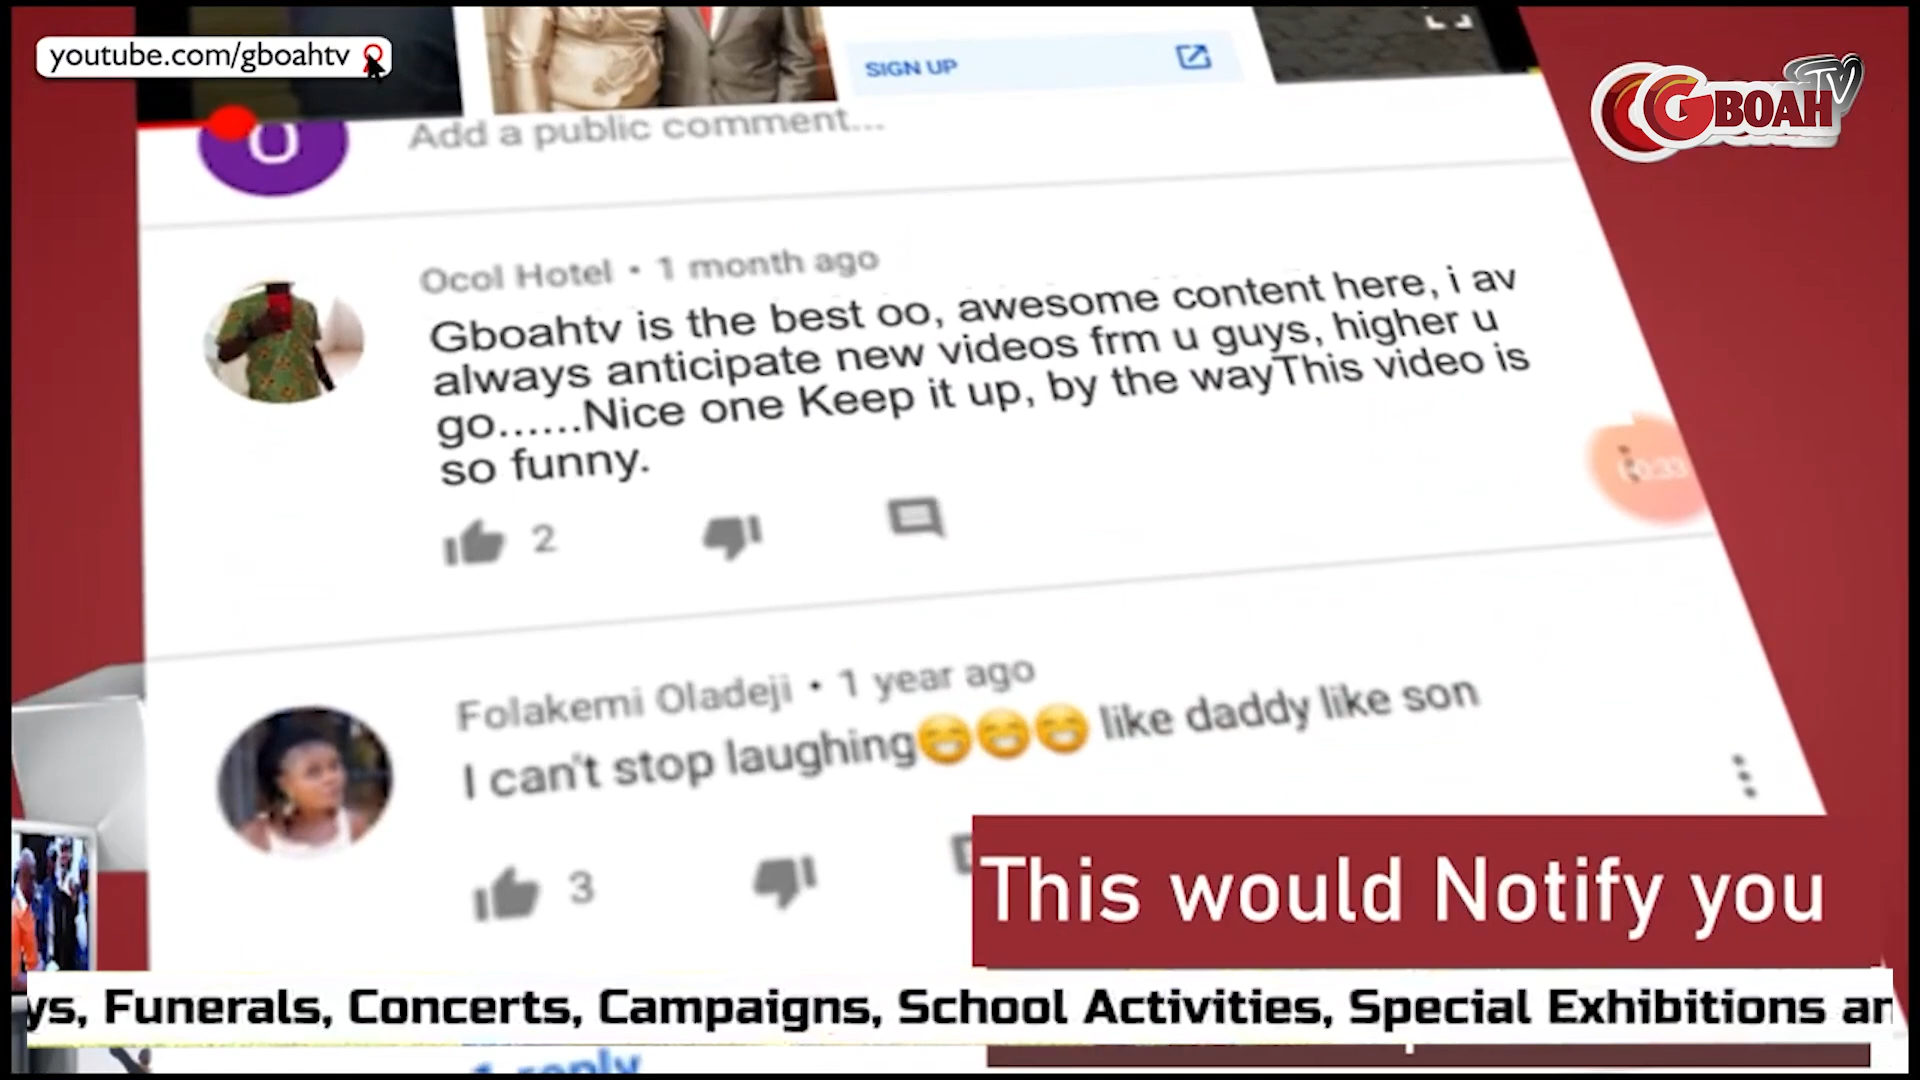 youtube.com/gboahtv
GBOAH TV
SIGN UP
O
Add a public comment...
Ocol Hotel • 1 month ago
Gboahtv is the best oo, awesome content here, i av
always anticipate new videos frm u guys, higher u
go......Nice one Keep it up, by the wayThis video is
so funny.
2
Folakemi Oladeji • 1 year ago
I can't stop laughing😁😁😁 like daddy like son
3
This would Notify you
ys, Funerals, Concerts, Campaigns, School Activities, Special Exhibitions an
1 reply